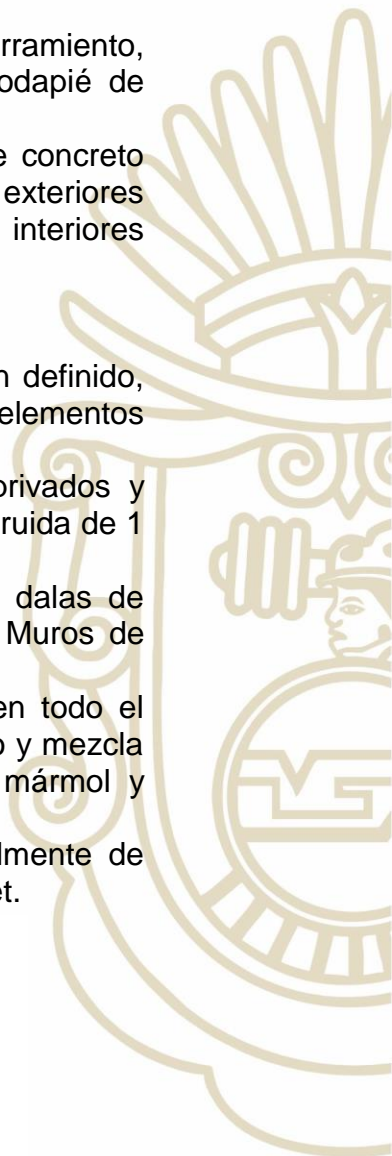 rramiento,
odapié de
e concreto
exteriores
interiores
n definido,
elementos
privados y
ruida de 1
dalas de
Muros de
en todo el
o y mezcla
mármol y
lmente de
et.